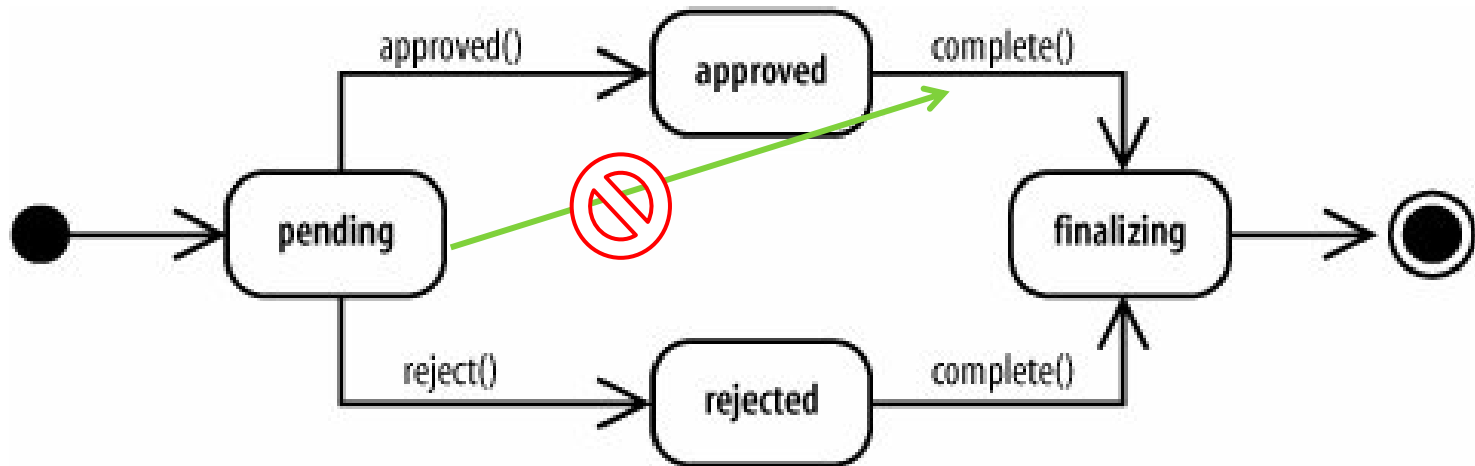 approved()
approved
complete()
pending
finalizing
reject()
rejected
complete()